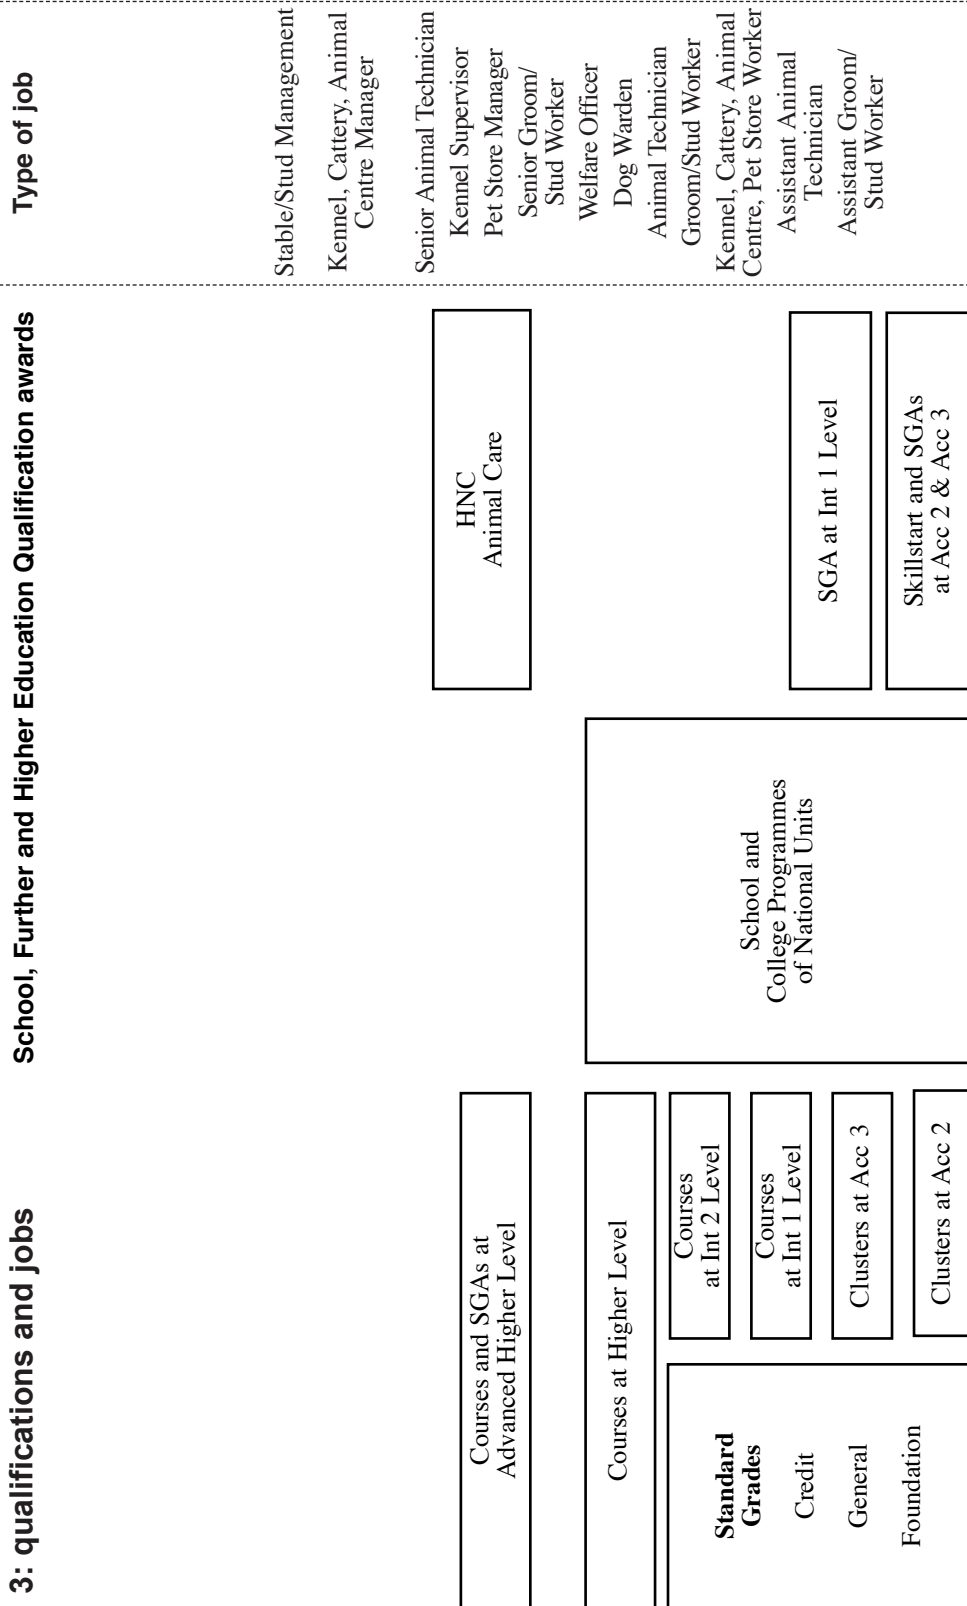 3: qualifications and jobs
School, Further and Higher Education Qualification awards
Type of job
Courses and SGAs at
Advanced Higher Level
Courses at Higher Level
Standard
Grades
Credit
General
Foundation
Courses
at Int 2 Level
Courses
at Int 1 Level
Clusters at Acc 3
Clusters at Acc 2
School and
College Programmes
of National Units
HNC
Animal Care
SGA at Int 1 Level
Skillstart and SGAs
at Acc 2 & Acc 3
Stable/Stud Management
Kennel, Cattery, Animal
Centre Manager
Senior Animal Technician
Kennel Supervisor
Pet Store Manager
Senior Groom/
Stud Worker
Welfare Officer
Dog Warden
Animal Technician
Groom/Stud Worker
Kennel, Cattery, Animal
Centre, Pet Store Worker
Assistant Animal
Technician
Assistant Groom/
Stud Worker